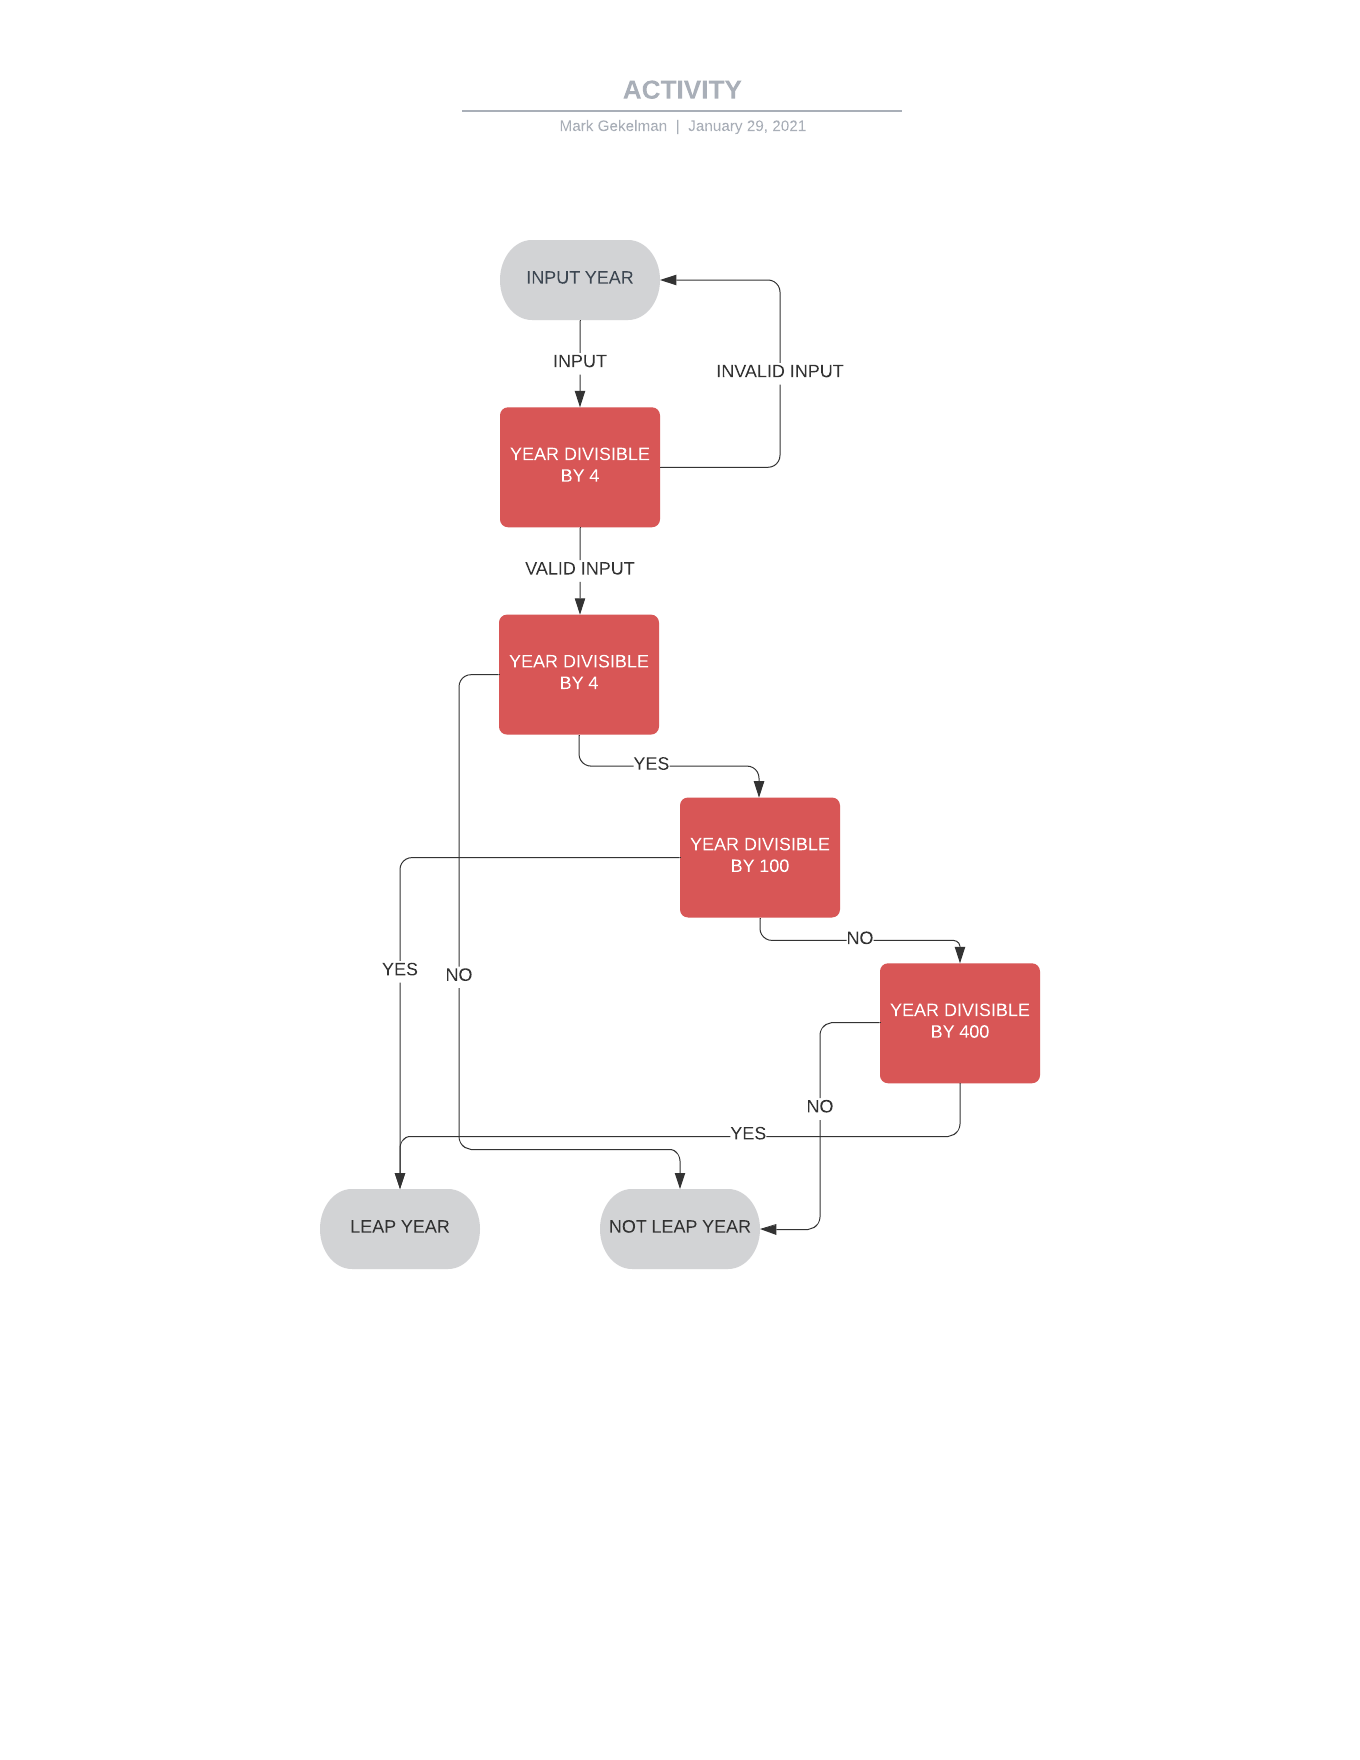 ACTIVITY
Mark Gekelman | January 29, 2021
INPUT YEAR
INPUT
INVALID INPUT
YEAR DIVISIBLE
BY 4
VALID INPUT
YEAR DIVISIBLE
BY 4
YES
YEAR DIVISIBLE
BY 100
NO
YES
NO
YEAR DIVISIBLE
BY 400
NO
YES
LEAP YEAR
NOT LEAP YEAR